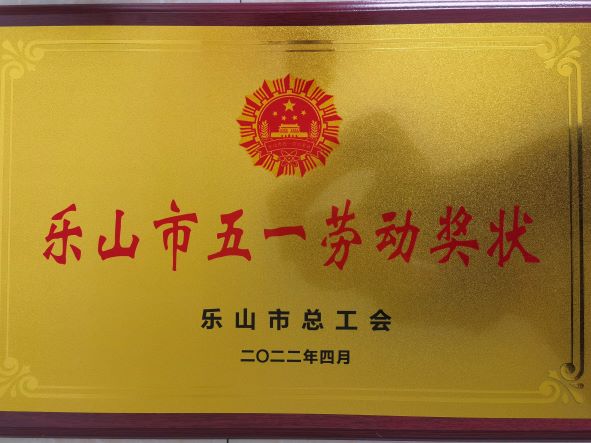 乐山市五一劳动奖状
乐山市总工会
二〇二二年四月